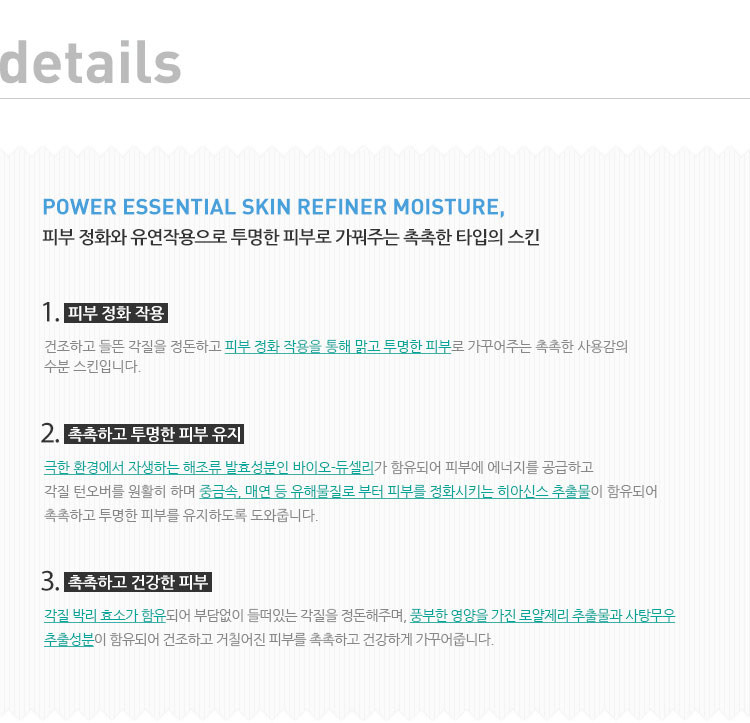 details
POWER ESSENTIAL SKIN REFINER MOISTURE,
피부 정화와 유연작용으로 투명한 피부로 가꿔주는 촉촉한 타입의 스킨
1. 피부 정화 작용
건조하고 들뜬 각질을 정돈하고 피부 정화 작용을 통해 맑고 투명한 피부로 가꾸어주는 촉촉한 사용감의
수분 스킨입니다.
2. 촉촉하고 투명한 피부 유지
극한 환경에서 자생하는 해조류 발효성분인 바이오-듀셀리가 함유되어 피부에 에너지를 공급하고
각질 턴오버를 원활히 하며 중금속, 매연 등 유해물질로 부터 피부를 정화시키는 히아신스 추출물이 함유되어
촉촉하고 투명한 피부를 유지하도록 도와줍니다.
3. 촉촉하고 건강한 피부
각질 박리 효소가 함유되어 부담없이 들떠있는 각질을 정돈해주며, 풍부한 영양을 가진 로얄제리 추출물과 사탕무우
추출성분이 함유되어 건조하고 거칠어진 피부를 촉촉하고 건강하게 가꾸어줍니다.